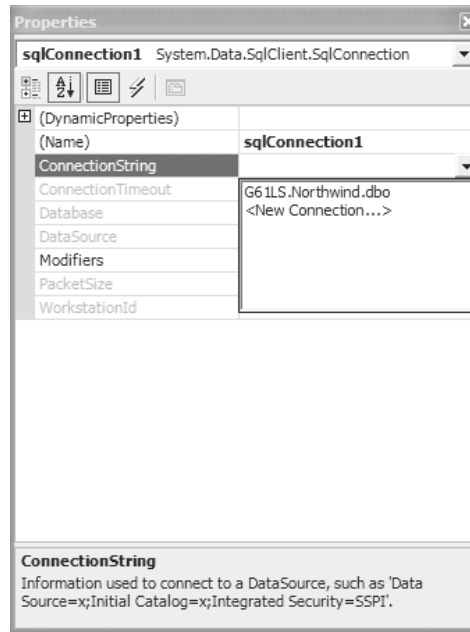 Properties
sqlConnection1 System.Data.SqlClient.SqlConnection
(DynamicProperties)
(Name) sqlConnection1
ConnectionString
ConnectionTimeout
G61LS.Northwind.dbo
Database
<New Connection...>
DataSource
Modifiers
PacketSize
WorkstationId
ConnectionString
Information used to connect to a DataSource, such as 'Data
Source=x;Initial Catalog=x;Integrated Security=SSPI'.